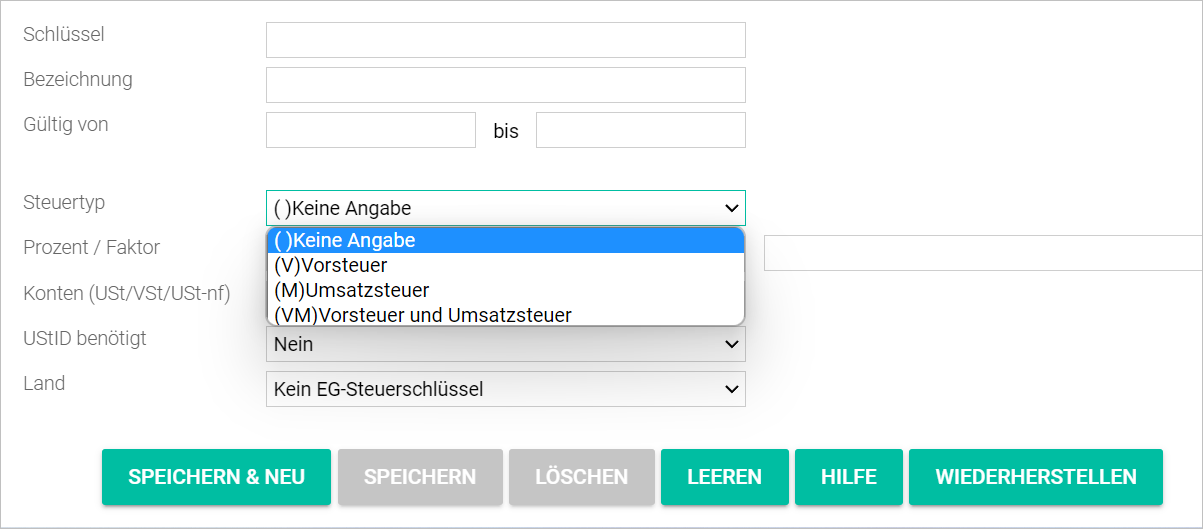 Schlüssel
Bezeichnung
Gültig von bis
Steuertyp ( )Keine Angabe
( )Keine Angabe
Prozent / Faktor
(V)Vorsteuer
Konten (USt/VSt/USt-nf) (M)Umsatzsteuer
(VM)Vorsteuer und Umsatzsteuer
UStID benötigt Nein
Land Kein EG-Steuerschlüssel
SPEICHERN & NEU SPEICHERN LÖSCHEN LEEREN HILFE WIEDERHERSTELLEN